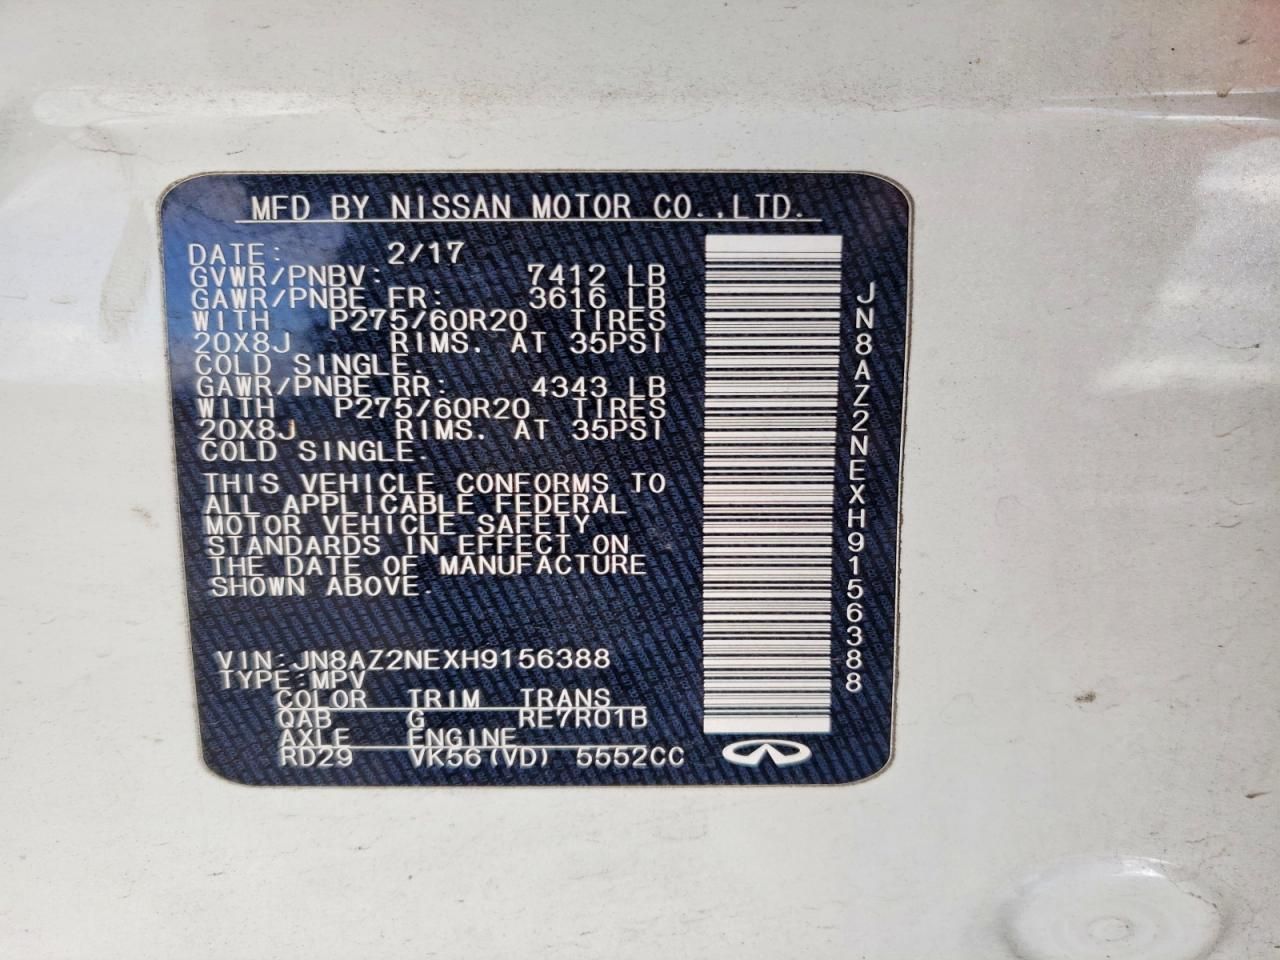 MFD BY NISSAN MOTOR CO.,LTD.
DATE: 2/17
GVWR/PNBV: 7412 LB
GAWR/PNBE FR: 3616 LB
WITH P275/60R20 TIRES
20X8J RIMS. AT 35PSI
COLD SINGLE.
GAWR/PNBE RR: 4343 LB
WITH P275/60R20 TIRES
20X8J RIMS. AT 35PSI
COLD SINGLE.
THIS VEHICLE CONFORMS TO
ALL APPLICABLE FEDERAL
MOTOR VEHICLE SAFETY
STANDARDS IN EFFECT ON
THE DATE OF MANUFACTURE
SHOWN ABOVE.
VIN:JN8AZ2NEXH9156388
TYPE:MPV
COLOR TRIM TRANS
QAB G RE7R01B
AXLE ENGINE
RD29 VK56(VD) 5552CC
JN8AZ2NEXH9156388